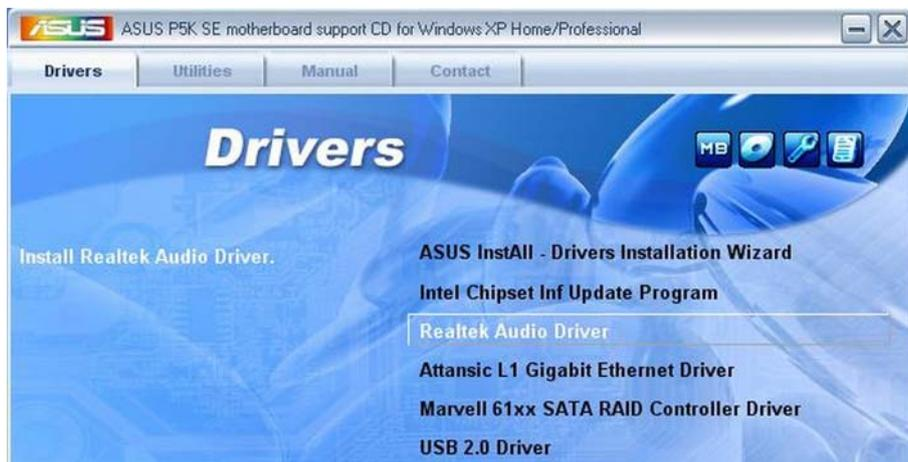 ASUS ASUS P5K SE motherboard support CD for Windows XP Home/Professional
Drivers Utilities Manual Contact
Drivers
MB
Install Realtek Audio Driver.
ASUS InstAll - Drivers Installation Wizard
Intel Chipset Inf Update Program
Realtek Audio Driver
Attansic L1 Gigabit Ethernet Driver
Marvell 61xx SATA RAID Controller Driver
USB 2.0 Driver